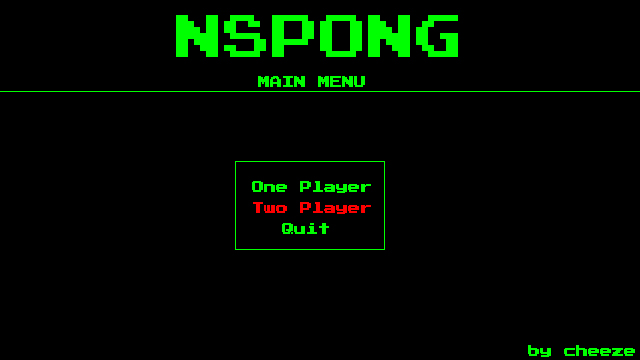 NSPONG
MAIN MENU
One Player
Two Player
Quit
by cheeze